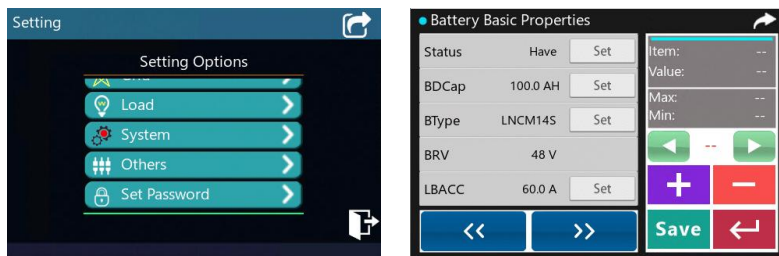 Setting
Setting Options
Load
System
Others
Set Password
Battery Basic Properties
Status Have Set
BDCap 100.0 AH Set
BType LNCM14S Set
BRV 48 V
LBACC 60.0 A Set
<< >>
Item: --
Value: --
Max: --
Min: --
--
+ −
Save